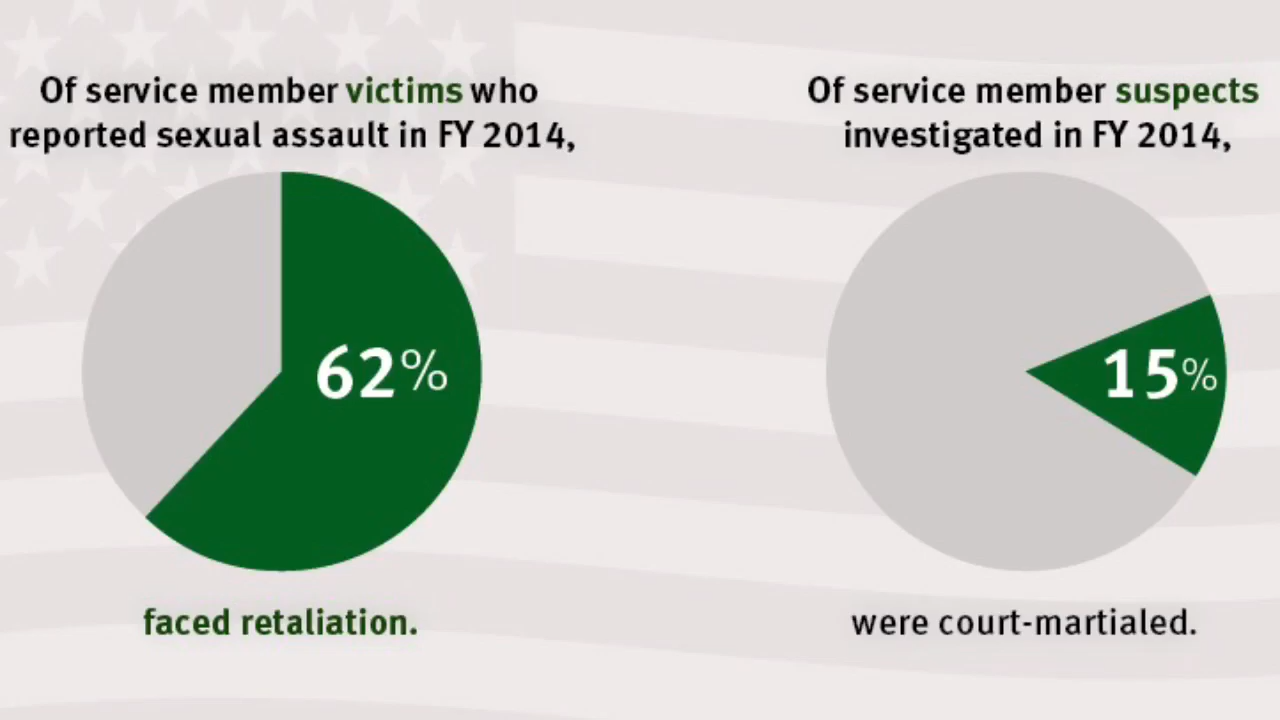 Of service member victims who
reported sexual assault in FY 2014,
62%
faced retaliation.
Of service member suspects
investigated in FY 2014,
15%
were court-martialed.